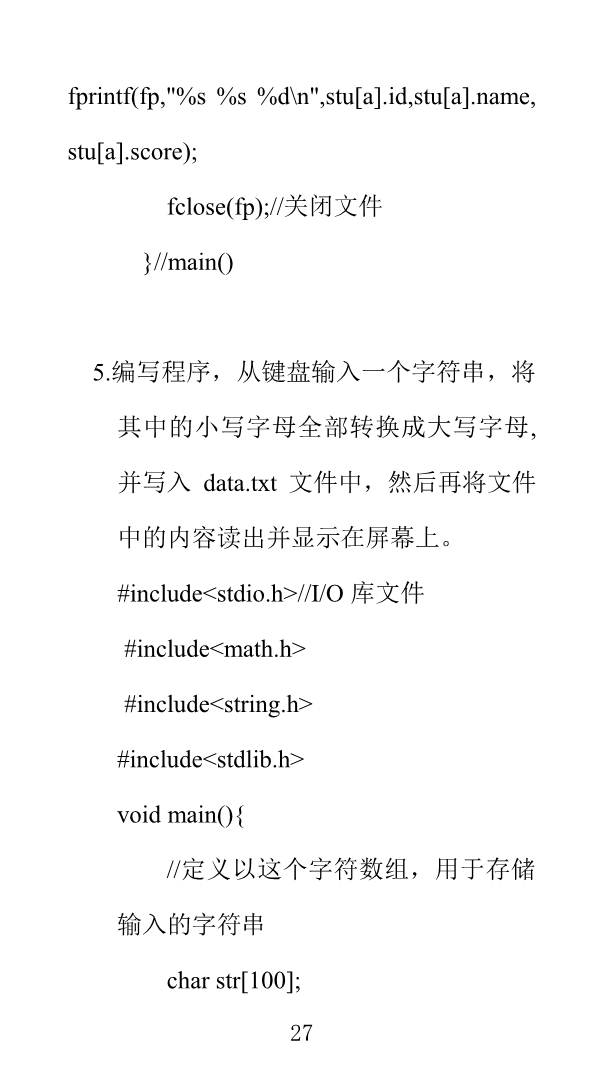 fprintf(fp,"%s %s %d\n",stu[a].id,stu[a].name,
stu[a].score);
fclose(fp);//关闭文件
}//main()
5.编写程序，从键盘输入一个字符串，将
其中的小写字母全部转换成大写字母，
并写入 data.txt 文件中，然后再将文件
中的内容读出并显示在屏幕上。
#include<stdio.h>//I/O 库文件
#include<math.h>
#include<string.h>
#include<stdlib.h>
void main(){
//定义以这个字符数组，用于存储
输入的字符串
char str[100];
27